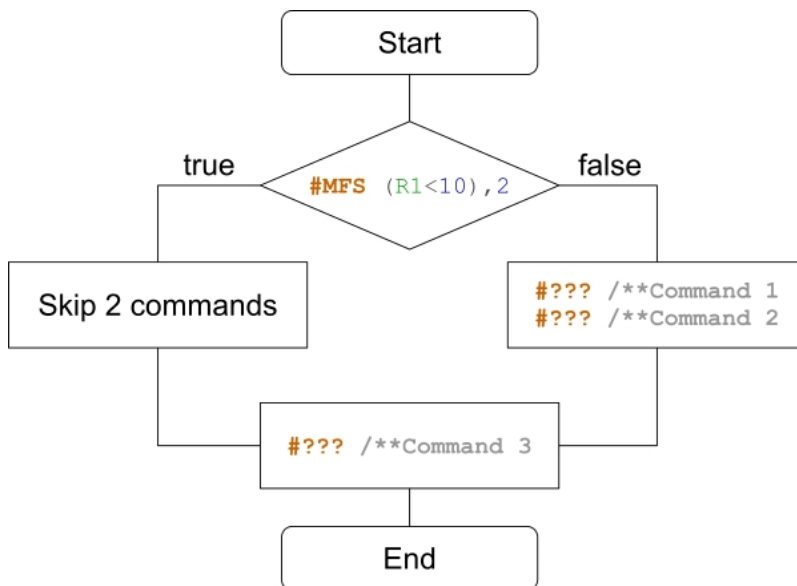 Start
true
false
#MFS (R1<10),2
Skip 2 commands
#??? /**Command 1
#??? /**Command 2
#??? /**Command 3
End